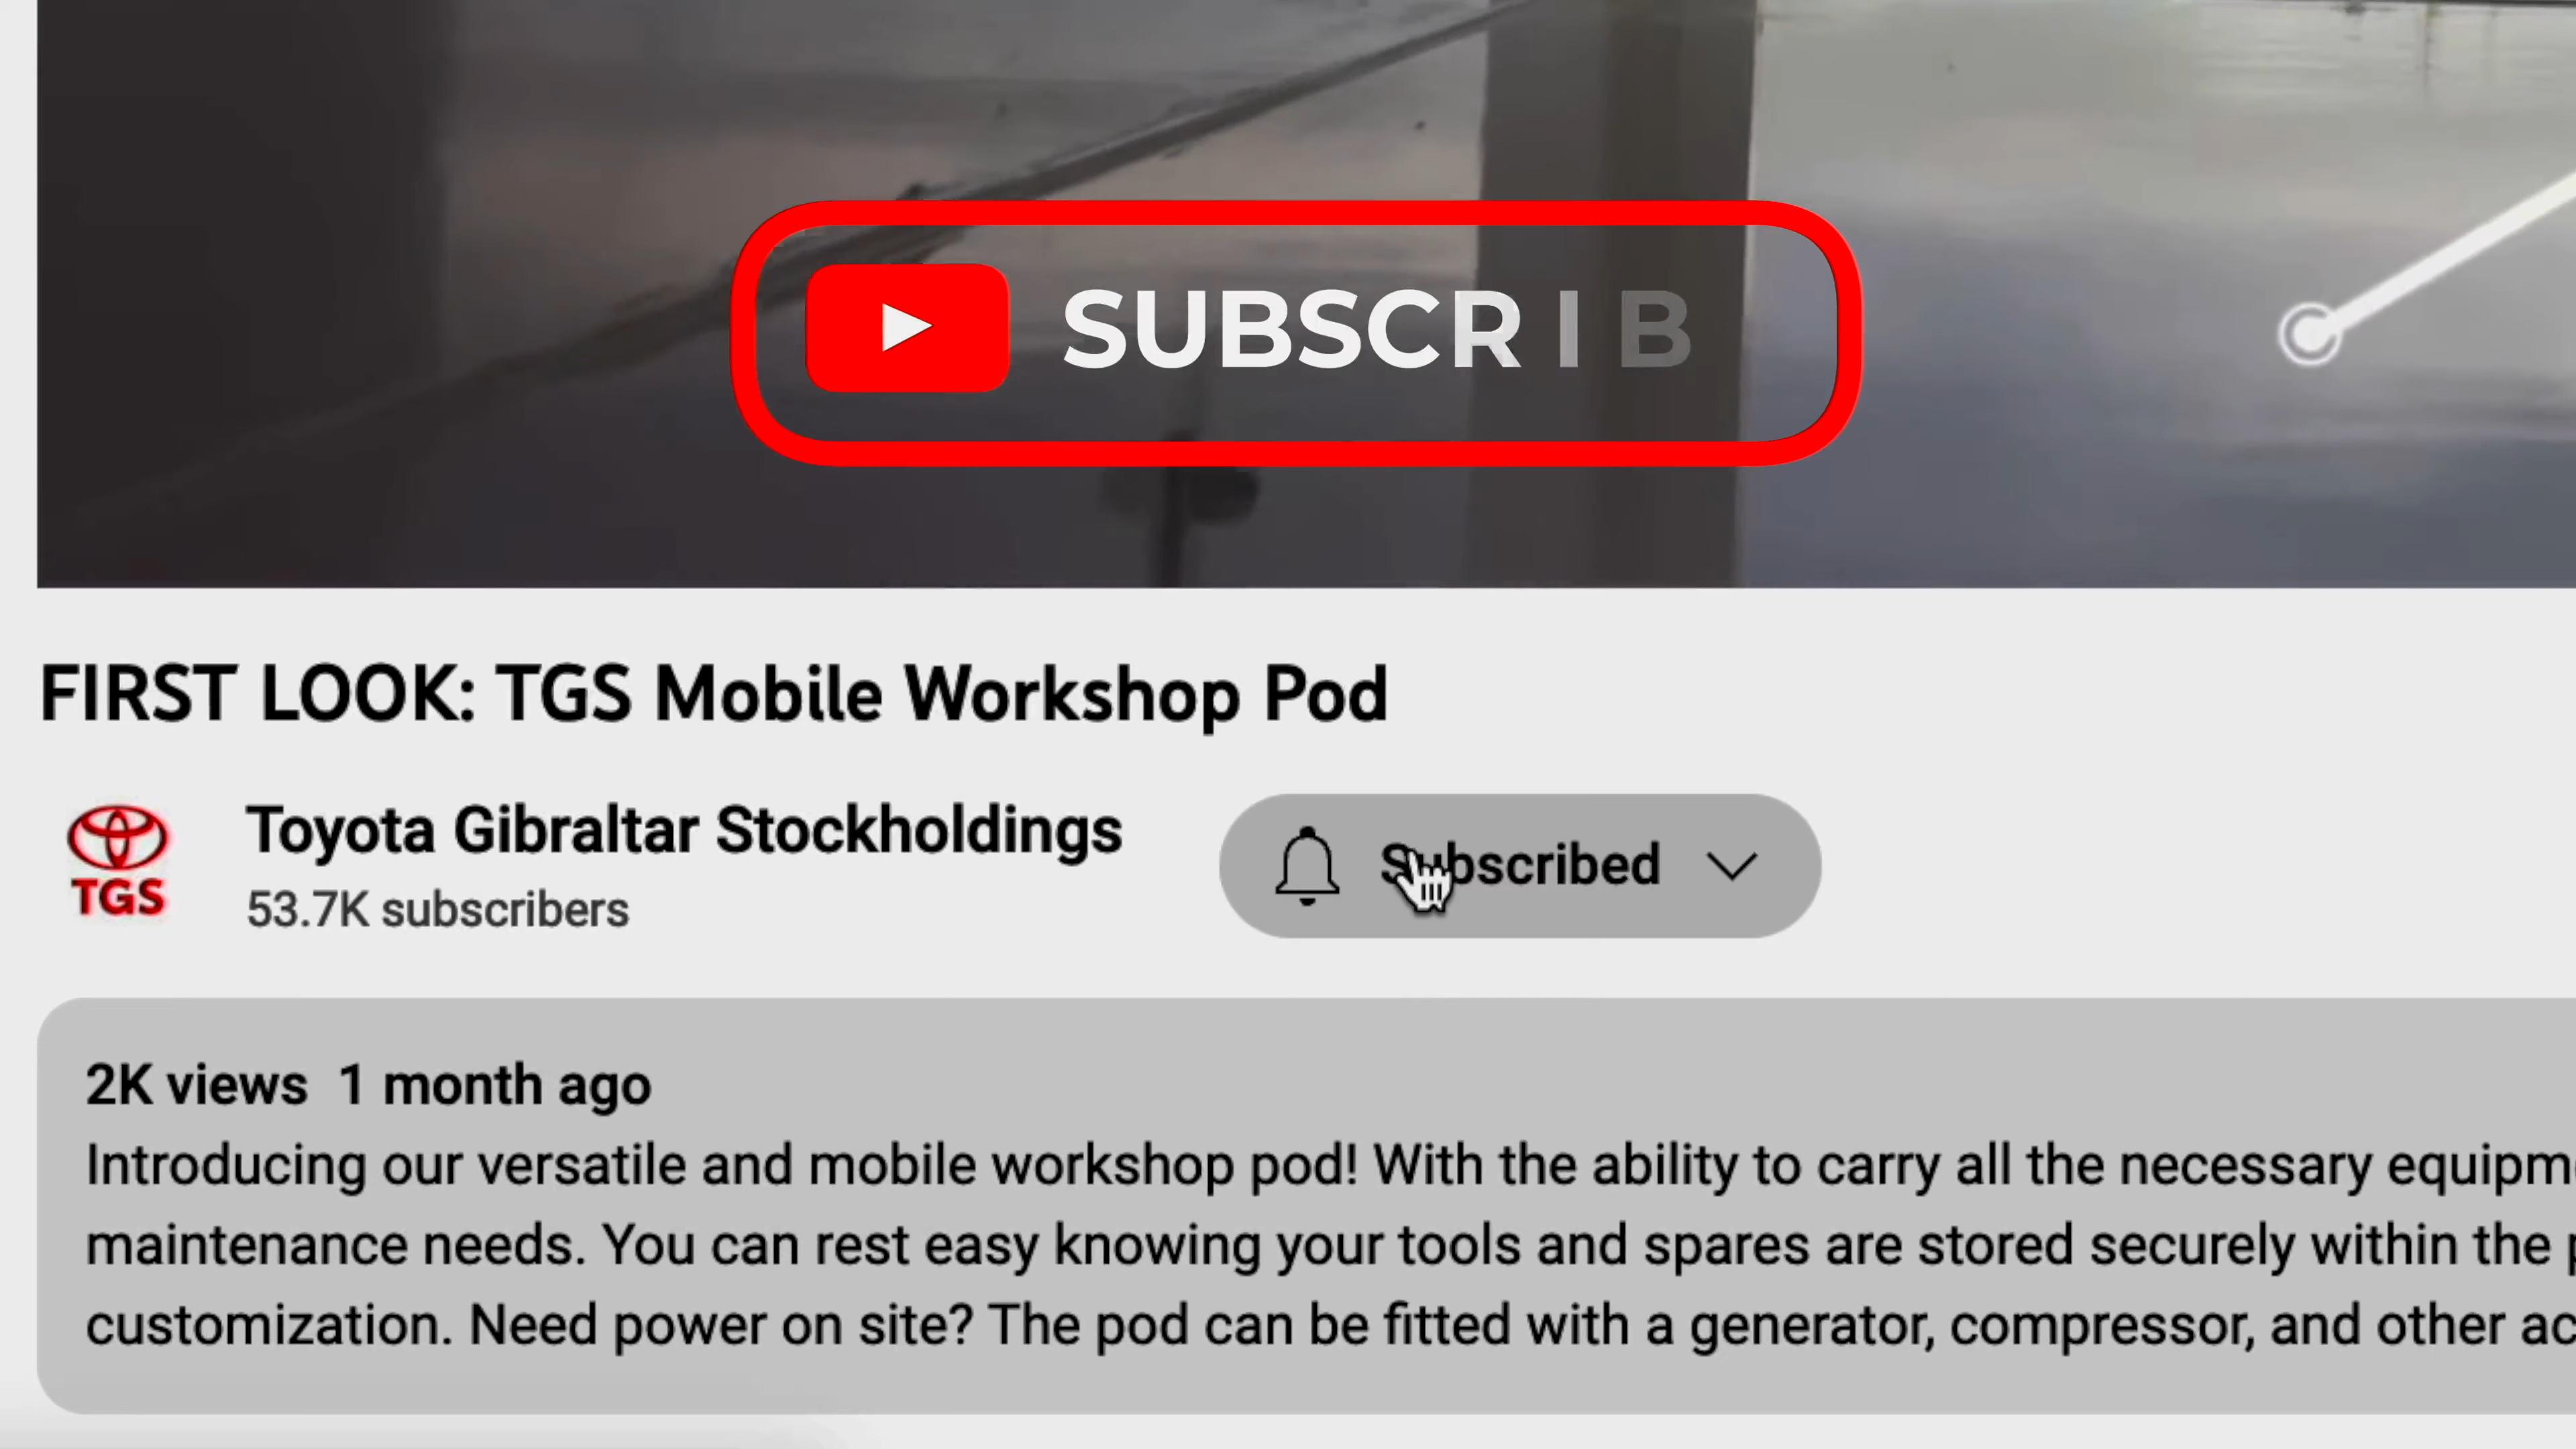 SUBSCRIB
FIRST LOOK: TGS Mobile Workshop Pod
TGS
Toyota Gibraltar Stockholdings
53.7K subscribers
Subscribed
2K views 1 month ago
Introducing our versatile and mobile workshop pod! With the ability to carry all the necessary equipm
maintenance needs. You can rest easy knowing your tools and spares are stored securely within the
customization. Need power on site? The pod can be fitted with a generator, compressor, and other ac